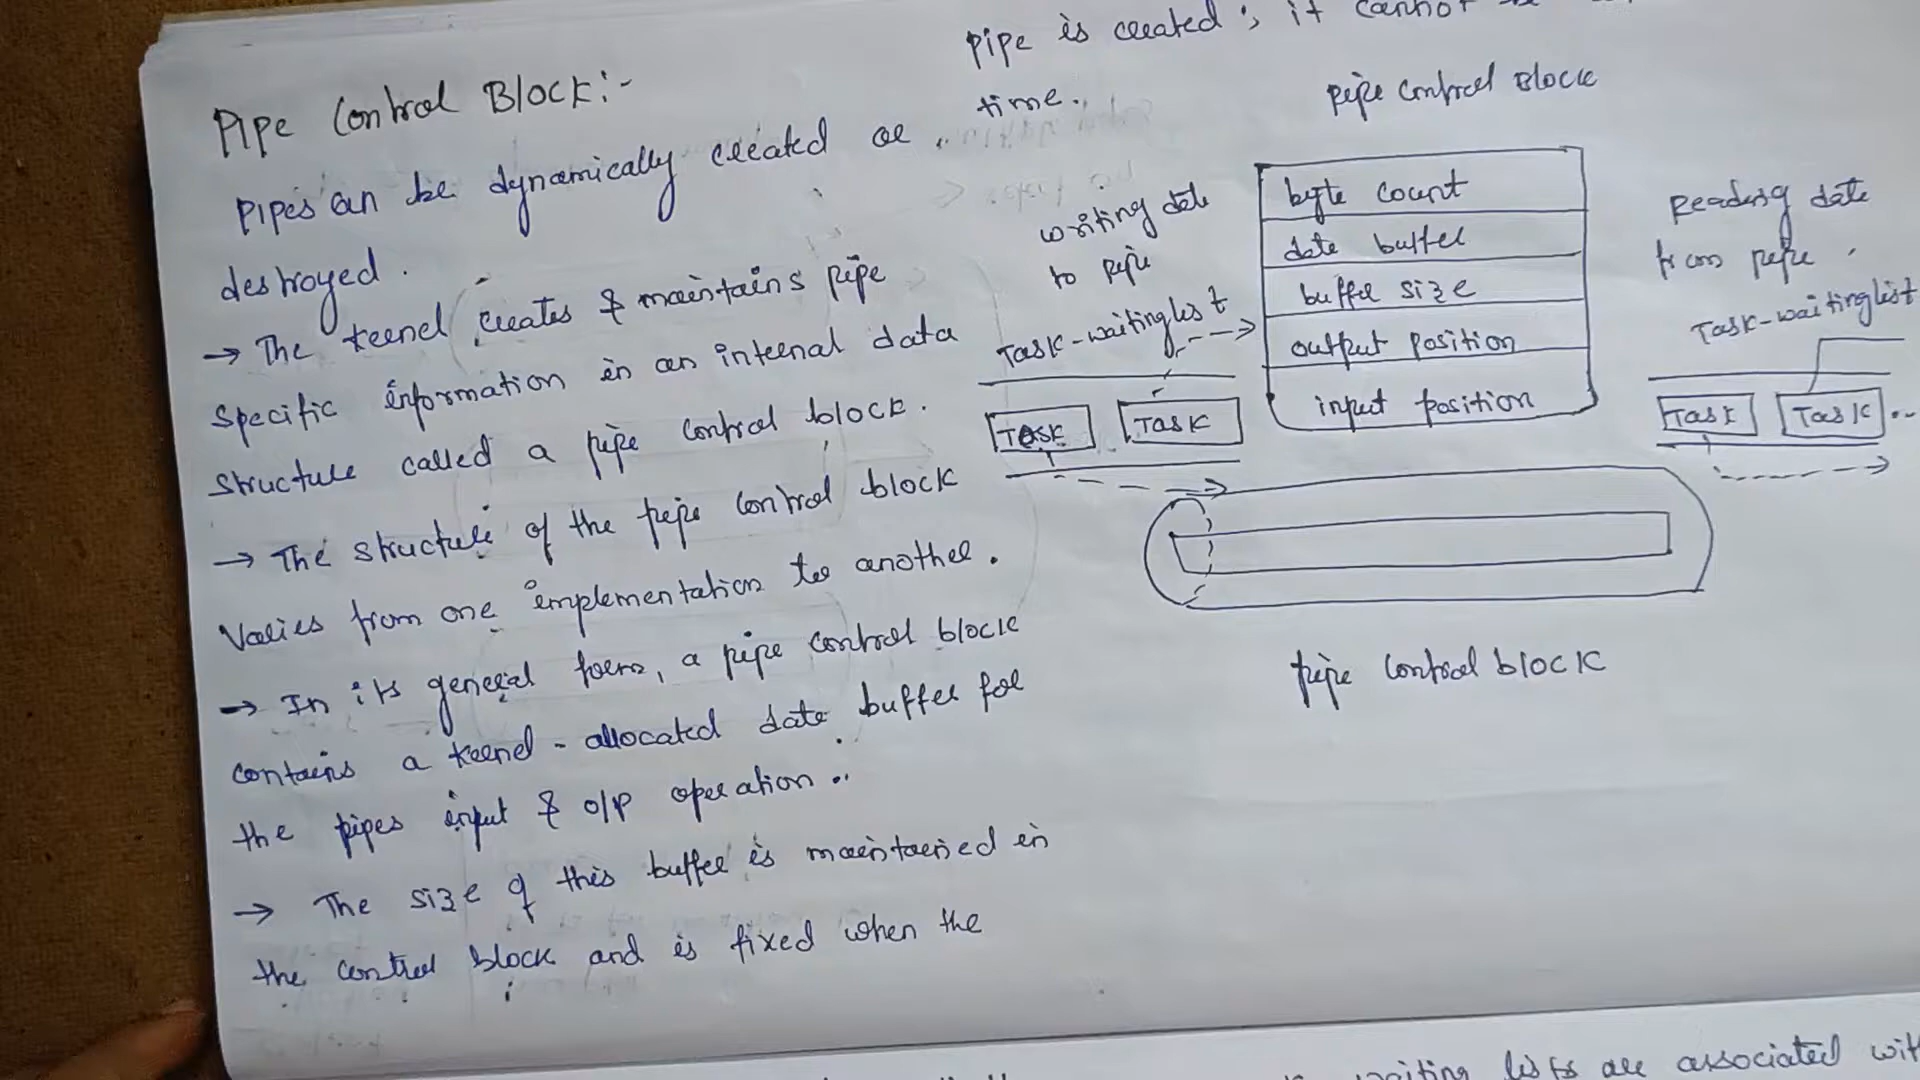 Pipe Control Block:-
Pipes can be dynamically created or
destroyed.
→ The kernel creates & maintains pipe
specific information in an internal data
structure called a pipe control block.
→ The structure of the pipe control block
varies from one implementation to another.
→ In its general form, a pipe control block
contains a kernel-allocated data buffer for
the pipes input & o/p operation.
→ The size of this buffer is maintained in
the control block and is fixed when the
pipe is created, it cannot
time.
pipe control Block
writing data
to pipe
Task-waitinglist
Task
Task
byte count
data buffer
buffer size
output position
input position
Reading data
from pipe
Task-waitinglist
Task
Task
pipe control block
waiting lists are associated with